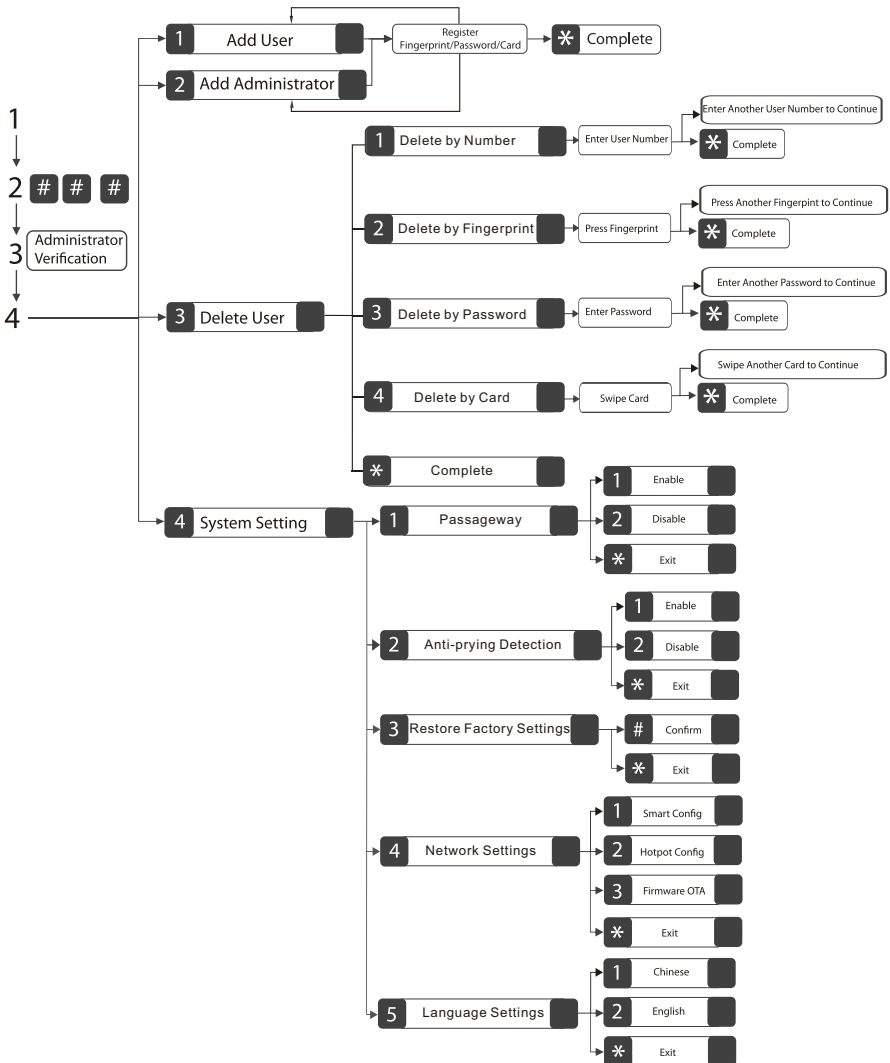 1 Add User
Register
Fingerprint/Password/Card
* Complete
2 Add Administrator
1
2 # # #
3 Administrator
Verification
4
1 Delete by Number
Enter User Number
Enter Another User Number to Continue
* Complete
2 Delete by Fingerprint
Press Fingerprint
Press Another Fingerpint to Continue
* Complete
3 Delete User
3 Delete by Password
Enter Password
Enter Another Password to Continue
* Complete
4 Delete by Card
Swipe Card
Swipe Another Card to Continue
* Complete
* Complete
4 System Setting
1 Passageway
1 Enable
2 Disable
* Exit
2 Anti-prying Detection
1 Enable
2 Disable
* Exit
3 Restore Factory Settings
# Confirm
* Exit
4 Network Settings
1 Smart Config
2 Hotpot Config
3 Firmware OTA
* Exit
5 Language Settings
1 Chinese
2 English
* Exit